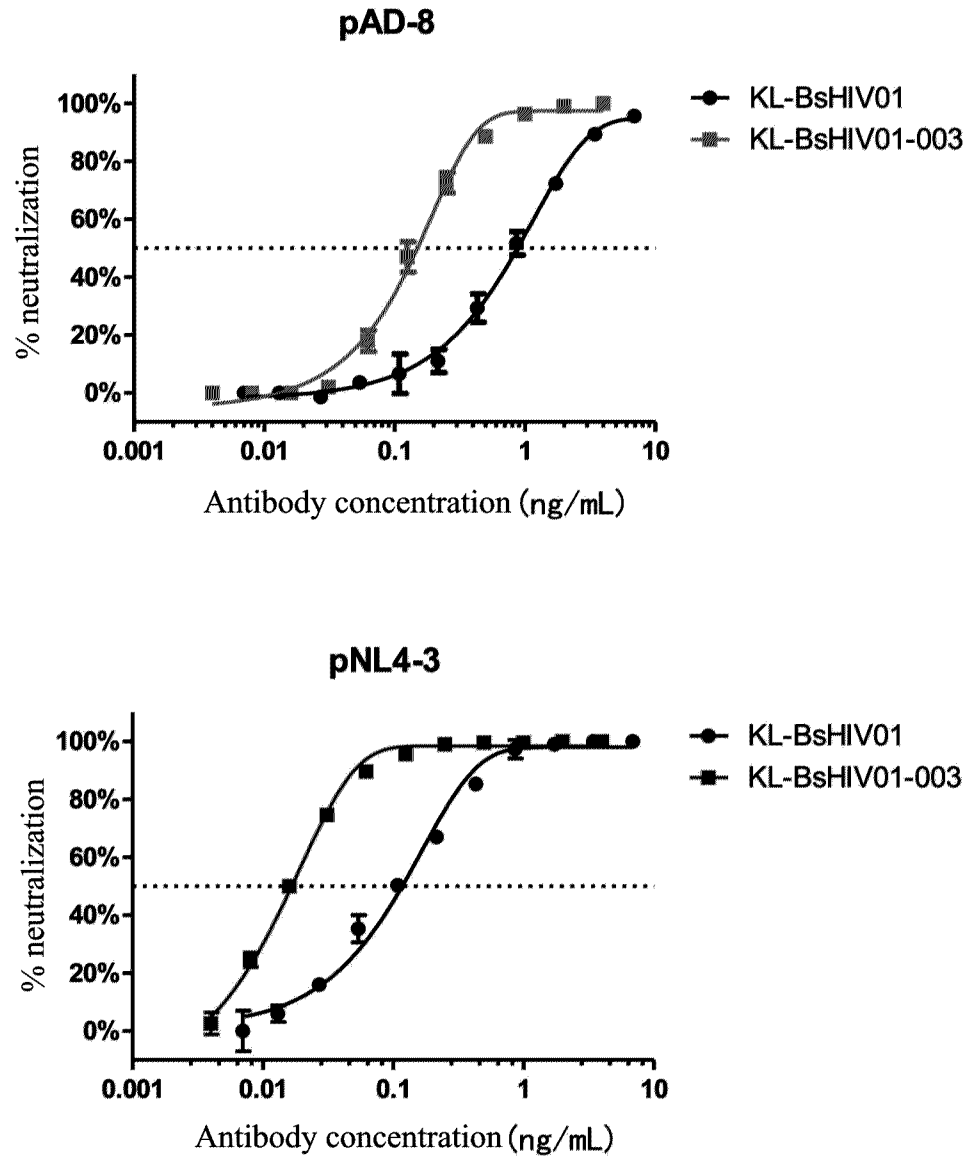 pAD-8
100%
80%
60%
40%
20%
0%
% neutralization
0.001 0.01 0.1 1 10
Antibody concentration (ng/mL)
KL-BsHIV01
KL-BsHIV01-003
pNL4-3
100%
80%
60%
40%
20%
0%
% neutralization
0.001 0.01 0.1 1 10
Antibody concentration (ng/mL)
KL-BsHIV01
KL-BsHIV01-003